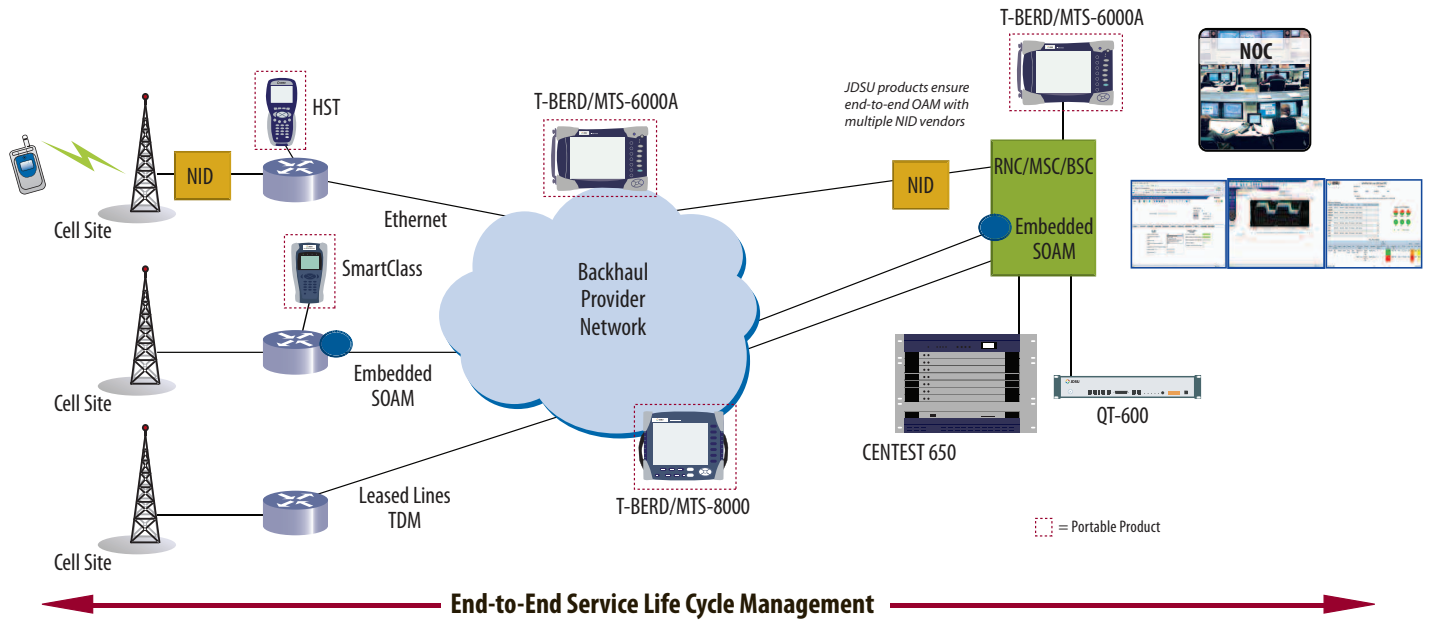 T-BERD/MTS-6000A
NOC
HST
T-BERD/MTS-6000A
JDSU products ensure
end-to-end OAM with
multiple NID vendors
NID
RNC/MSC/BSC
NID
Cell Site
Ethernet
Embedded
SOAM
SmartClass
Backhaul
Provider
Network
Embedded
SOAM
Cell Site
JDSU
QT-600
CENTEST 650
Leased Lines
TDM
T-BERD/MTS-8000
= Portable Product
Cell Site
End-to-End Service Life Cycle Management